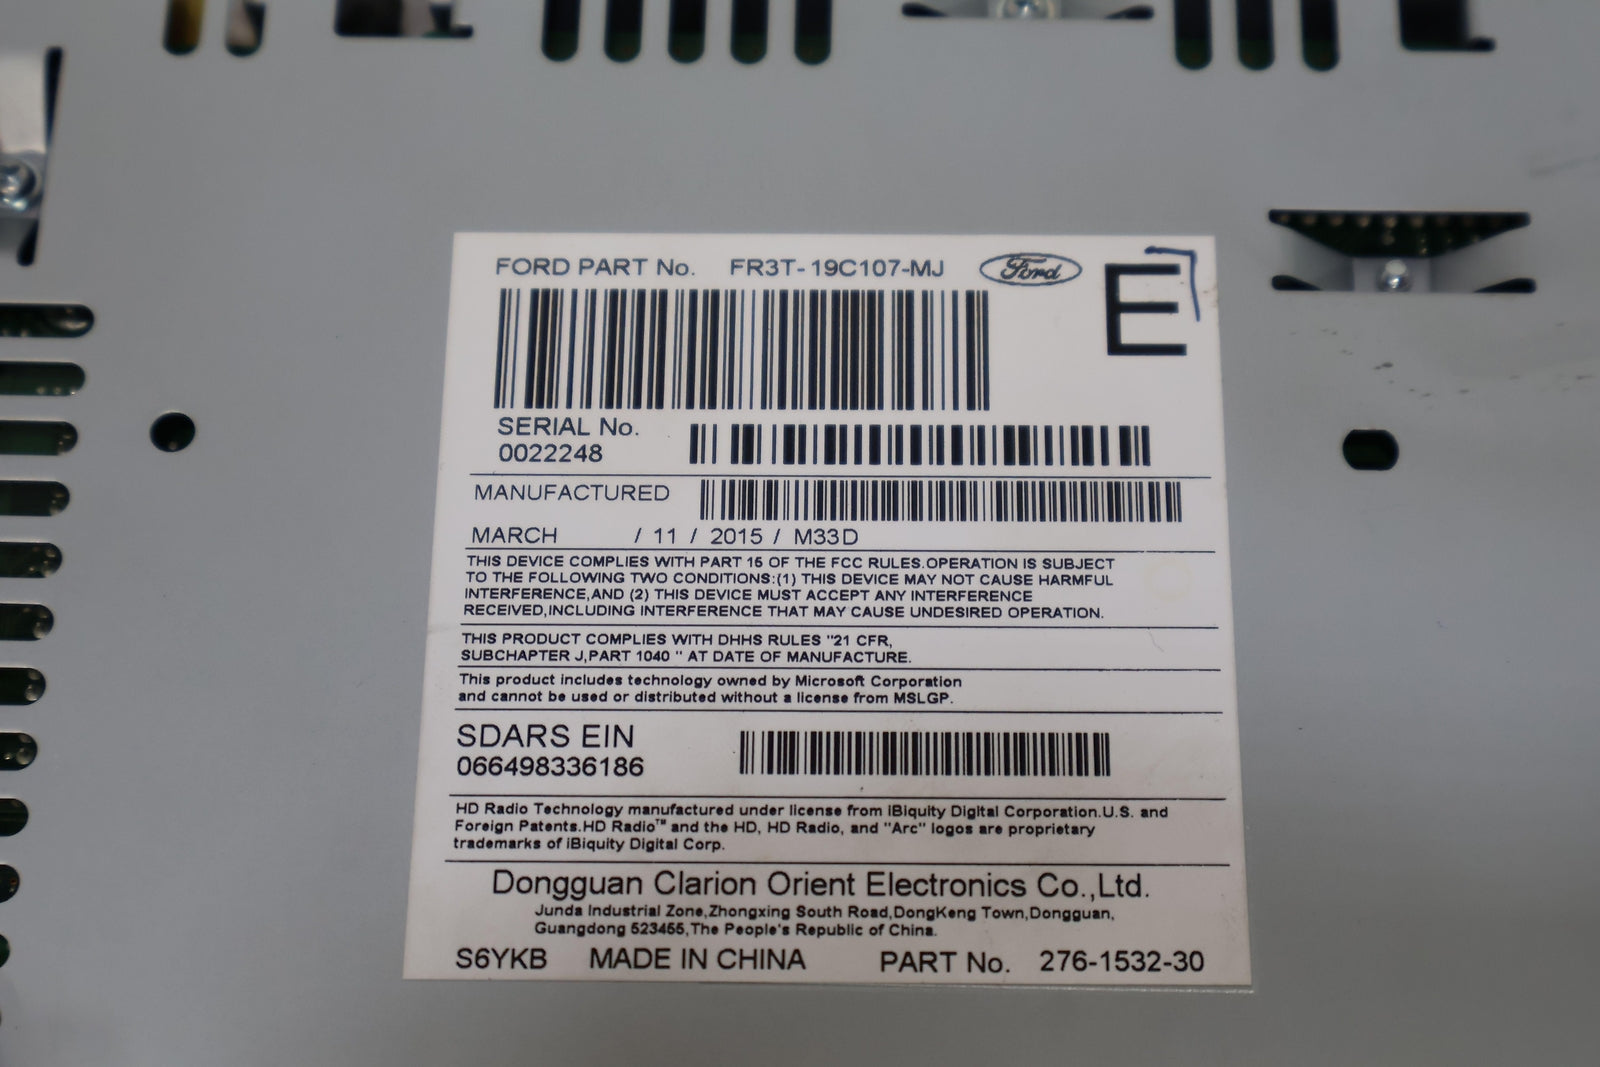 FORD PART No. FR3T-19C107-MJ Ford E
SERIAL No.
0022248
MANUFACTURED
MARCH / 11 / 2015 / M33D
THIS DEVICE COMPLIES WITH PART 15 OF THE FCC RULES.OPERATION IS SUBJECT
TO THE FOLLOWING TWO CONDITIONS:(1) THIS DEVICE MAY NOT CAUSE HARMFUL
INTERFERENCE,AND (2) THIS DEVICE MUST ACCEPT ANY INTERFERENCE
RECEIVED,INCLUDING INTERFERENCE THAT MAY CAUSE UNDESIRED OPERATION.
THIS PRODUCT COMPLIES WITH DHHS RULES "21 CFR,
SUBCHAPTER J,PART 1040 " AT DATE OF MANUFACTURE.
This product includes technology owned by Microsoft Corporation
and cannot be used or distributed without a license from MSLGP.
SDARS EIN
066498336186
HD Radio Technology manufactured under license from iBiquity Digital Corporation.U.S. and
Foreign Patents.HD Radio™ and the HD, HD Radio, and "Arc" logos are proprietary
trademarks of iBiquity Digital Corp.
Dongguan Clarion Orient Electronics Co.,Ltd.
Junda Industrial Zone,Zhongxing South Road,DongKeng Town,Dongguan,
Guangdong 523455,The People's Republic of China.
S6YKB MADE IN CHINA PART No. 276-1532-30